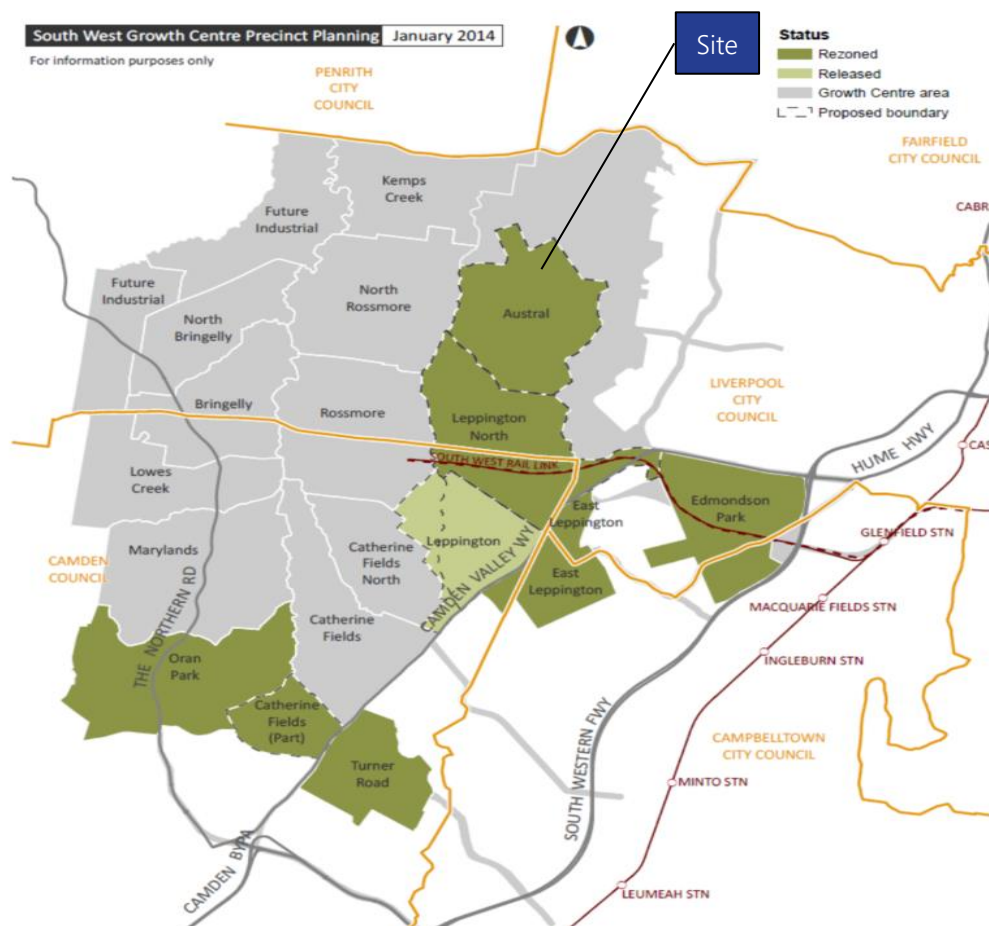 South West Growth Centre Precinct Planning January 2014
For information purposes only
Site
Status
Rezoned
Released
Growth Centre area
Proposed boundary
PENRITH
CITY
COUNCIL
FAIRFIELD
CITY COUNCIL
CABR
Kemps
Creek
Future
Industrial
Future
Industrial
North
Rossmore
Austral
North
Bringelly
LIVERPOOL
CITY
COUNCIL
Bringelly
Rossmore
Leppington
North
HUME HWY
CAS
SOUTH WEST RAIL LINK
Lowes
Creek
Edmondson
Park
East
Leppington
GLENFIELD STN
Marylands
Catherine
Fields
North
Leppington
CAMDEN VALLEY WY
East
Leppington
CAMDEN
COUNCIL
THE NORTHERN RD
MACQUARIE FIELDS STN
Catherine
Fields
Oran
Park
INGLEBURN STN
Catherine
Fields
(Part)
CAMPBELLTOWN
CITY COUNCIL
Turner
Road
SOUTH WESTERN FWY
MINTO STN
CAMDEN BYPA
LEUMEAH STN